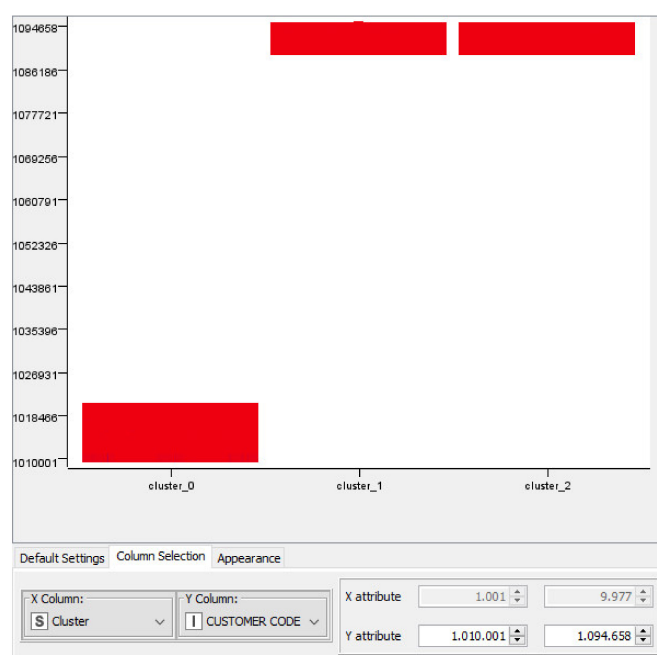 1094658
1086186
1077721
1069256
1060791
1052326
1043861
1035396
1026931
1018466
1010001
cluster_0 cluster_1 cluster_2
Default Settings Column Selection Appearance
X Column: Y Column:
S Cluster I CUSTOMER CODE
X attribute 1.001 9.977
Y attribute 1.010.001 1.094.658